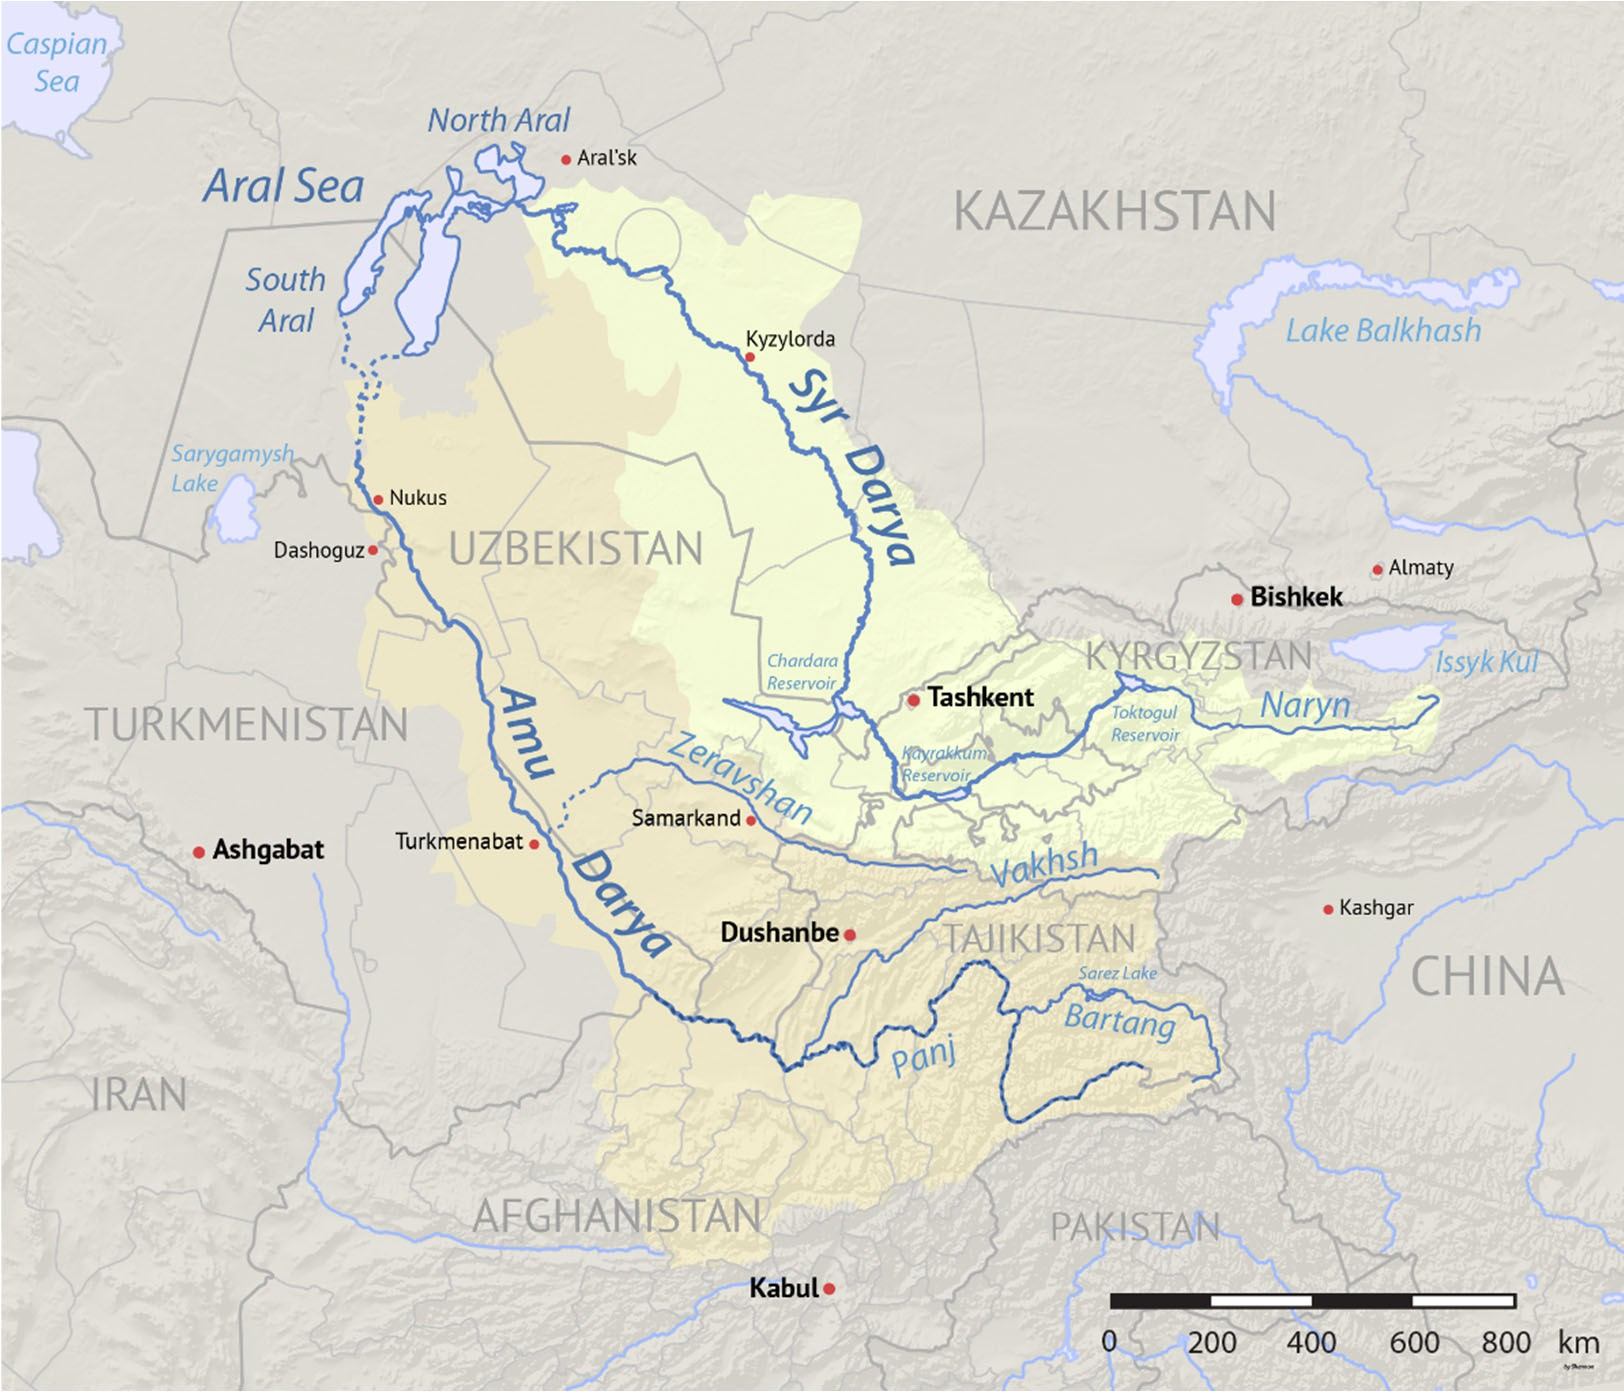 Caspian
Sea
North Aral
Aral'sk
Aral Sea
KAZAKHSTAN
South
Aral
Lake Balkhash
Kyzylorda
Syr Darya
Sarygamysh
Lake
Nukus
UZBEKISTAN
Dashoguz
Almaty
Bishkek
KYRGYZSTAN
Issyk Kul
Chardara
Reservoir
Tashkent
Naryn
Toktogul
Reservoir
TURKMENISTAN
Amu Darya
Zeravshan
Kayrakkum
Reservoir
Samarkand
Turkmenabat
Ashgabat
Vakhsh
Kashgar
Dushanbe
TAJIKISTAN
Sarez Lake
CHINA
Bartang
Panj
IRAN
AFGHANISTAN
PAKISTAN
Kabul
0 200 400 600 800 km
by Shannon